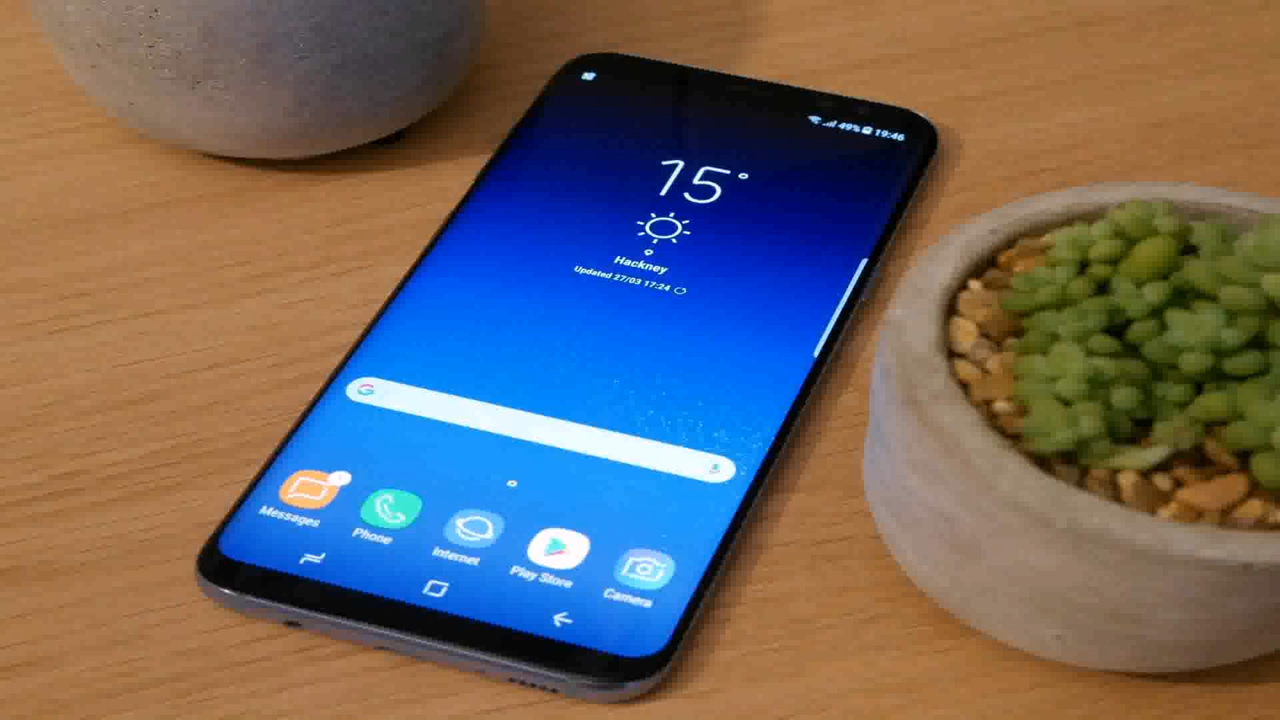 49% 19:46
15°
Hackney
Updated 27/03 17:24
G
Messages
Phone
Internet
Play Store
Camera